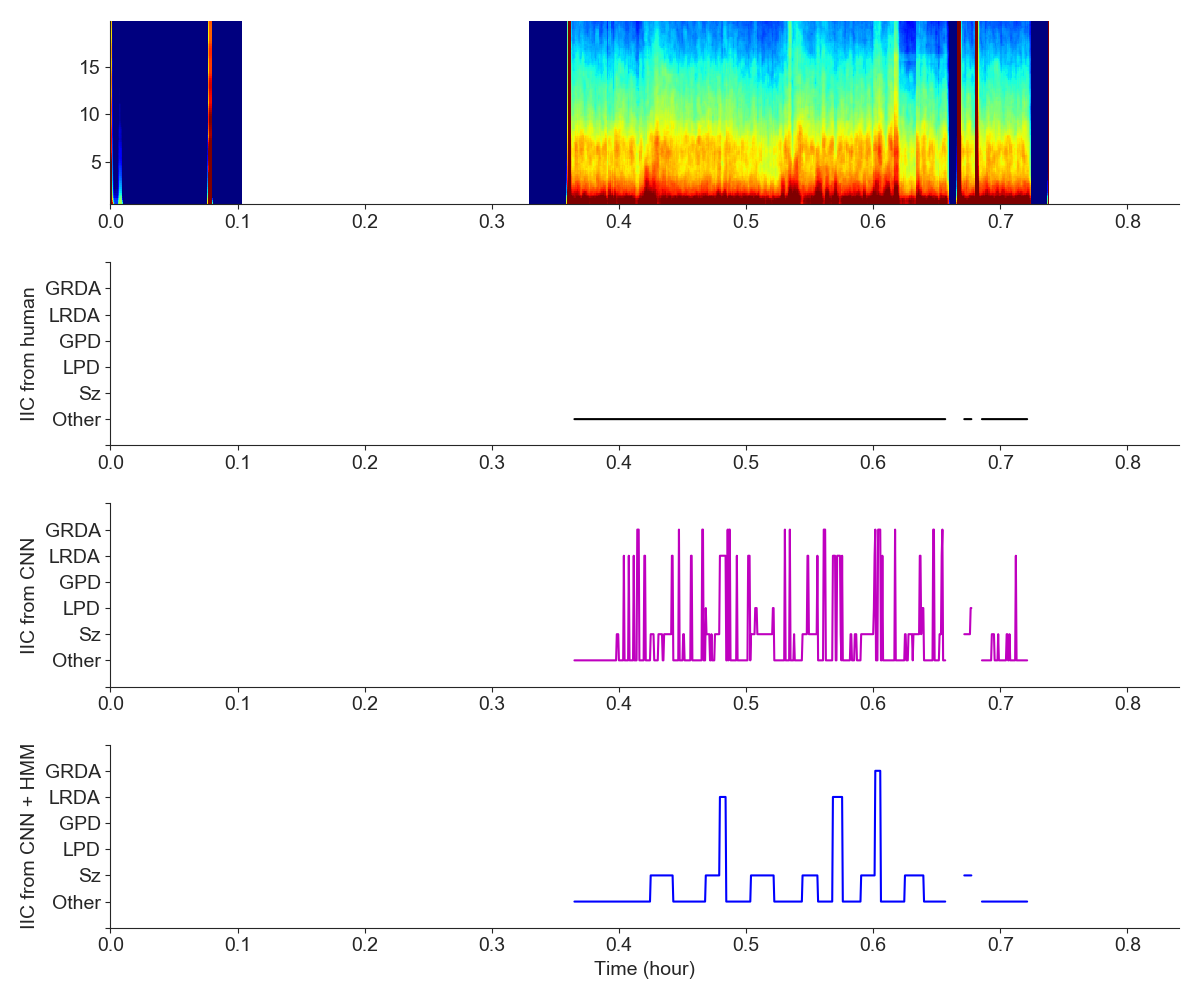 15
10
5
0.0 0.1 0.2 0.3 0.4 0.5 0.6 0.7 0.8
IIC from human
GRDA
LRDA
GPD
LPD
Sz
Other
0.0 0.1 0.2 0.3 0.4 0.5 0.6 0.7 0.8
IIC from CNN
GRDA
LRDA
GPD
LPD
Sz
Other
0.0 0.1 0.2 0.3 0.4 0.5 0.6 0.7 0.8
IIC from CNN + HMM
GRDA
LRDA
GPD
LPD
Sz
Other
0.0 0.1 0.2 0.3 0.4 0.5 0.6 0.7 0.8
Time (hour)